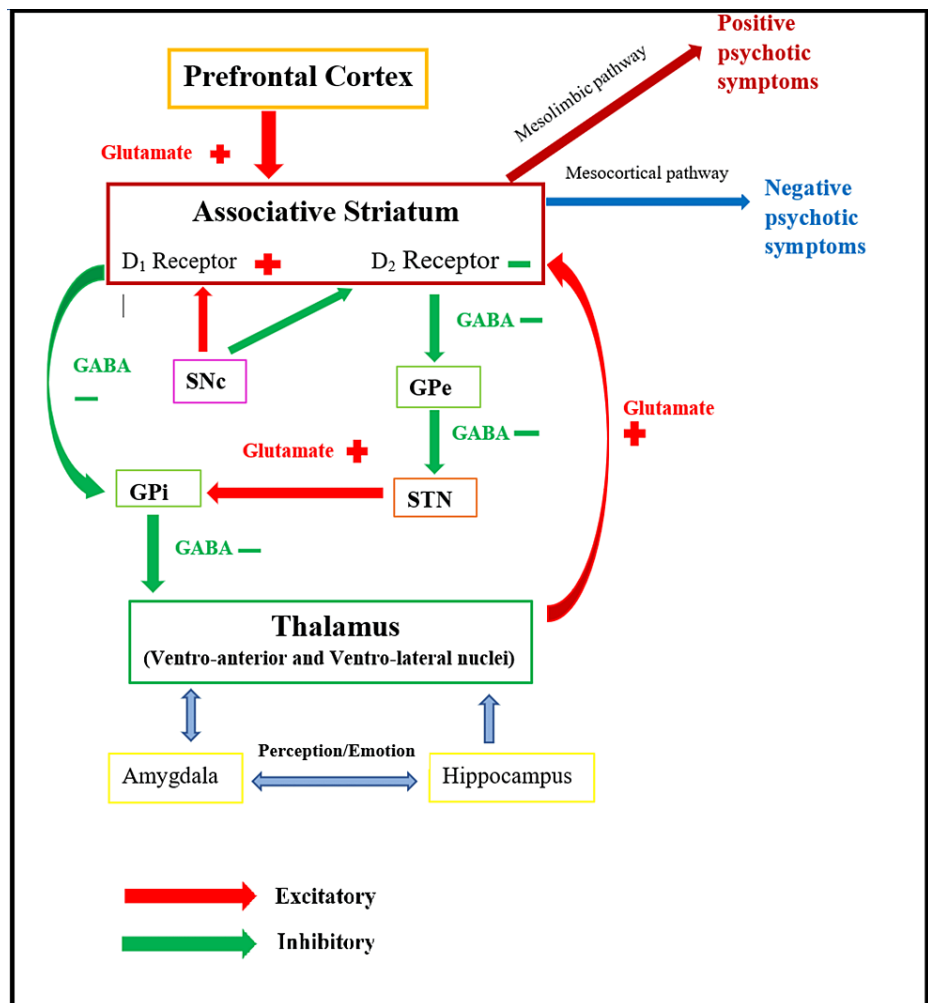 Positive
psychotic
symptoms
Prefrontal Cortex
Mesolimbic pathway
Glutamate +
Mesocortical pathway
Negative
psychotic
symptoms
Associative Striatum
D₁ Receptor +
D₂ Receptor –
GABA –
GABA
–
SNc
GPe
Glutamate
+
GABA –
Glutamate +
GPi
STN
GABA –
Thalamus
(Ventro-anterior and Ventro-lateral nuclei)
Perception/Emotion
Amygdala
Hippocampus
Excitatory
Inhibitory